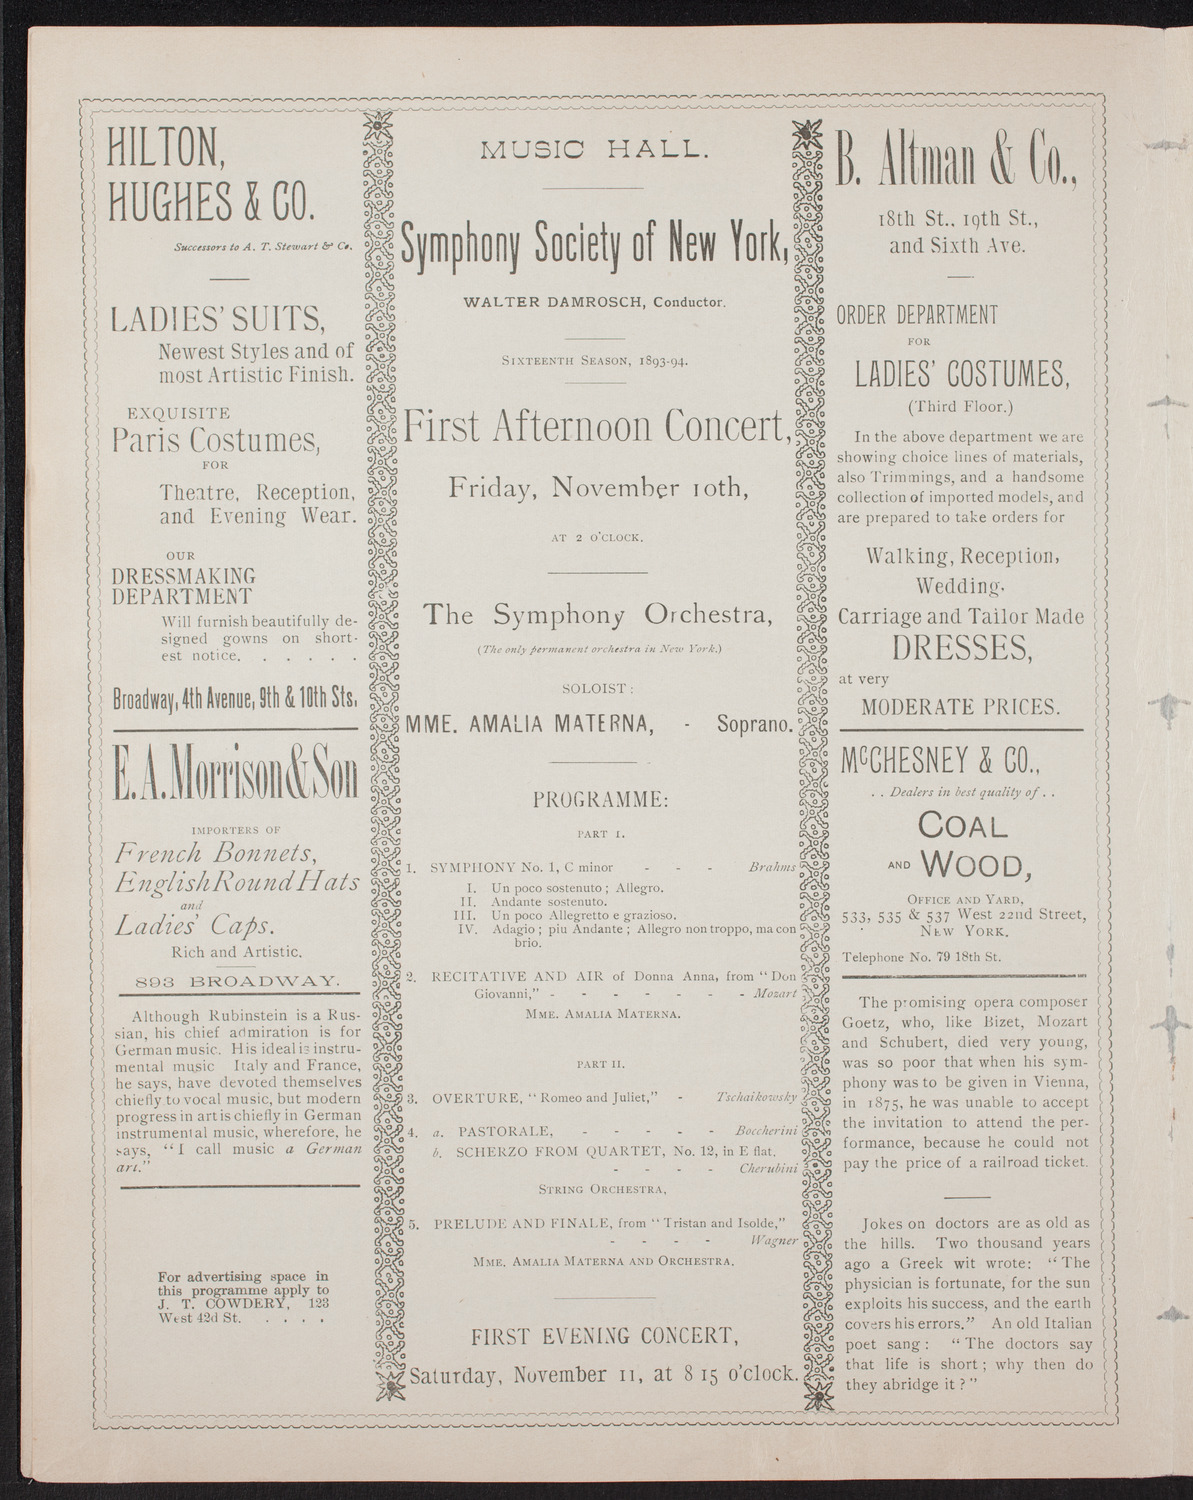 HILTON,
HUGHES & CO.
Successors to A. T. Stewart & Co.
LADIES' SUITS,
Newest Styles and of
most Artistic Finish.
EXQUISITE
Paris Costumes,
FOR
Theatre, Reception,
and Evening Wear.
OUR
DRESSMAKING
DEPARTMENT
Will furnish beautifully de-
signed gowns on short-
est notice. . . . . .
Broadway, 4th Avenue, 9th & 10th Sts.
E. A. Morrison & Son
IMPORTERS OF
French Bonnets,
English Round Hats
and
Ladies' Caps.
Rich and Artistic.
893 BROADWAY.
Although Rubinstein is a Rus-
sian, his chief admiration is for
German music. His ideal is instru-
mental music Italy and France,
he says, have devoted themselves
chiefly to vocal music, but modern
progress in art is chiefly in German
instrumental music, wherefore, he
says, "I call music a German
art."
For advertising space in
this programme apply to
J. T. COWDERY, 123
West 42d St. . . . .
MUSIC HALL.
Symphony Society of New York,
WALTER DAMROSCH, Conductor.
SIXTEENTH SEASON, 1893-94.
First Afternoon Concert,
Friday, November 10th,
AT 2 O'CLOCK.
The Symphony Orchestra,
(The only permanent orchestra in New York.)
SOLOIST:
MME. AMALIA MATERNA, - Soprano.
PROGRAMME:
PART I.
1. SYMPHONY No. 1, C minor - - - Brahms
I. Un poco sostenuto; Allegro.
II. Andante sostenuto.
III. Un poco Allegretto e grazioso.
IV. Adagio; piu Andante; Allegro non troppo, ma con
brio.
2. RECITATIVE AND AIR of Donna Anna, from "Don
Giovanni," - - - - - - - Mozart
MME. AMALIA MATERNA.
PART II.
3. OVERTURE, "Romeo and Juliet," - Tschaikowsky
4. a. PASTORALE, - - - - - Boccherini
b. SCHERZO FROM QUARTET, No. 12, in E flat.
- - - - Cherubini
STRING ORCHESTRA,
5. PRELUDE AND FINALE, from "Tristan and Isolde,"
- - - - Wagner
MME. AMALIA MATERNA AND ORCHESTRA.
FIRST EVENING CONCERT,
Saturday, November 11, at 8 15 o'clock.
B. Altman & Co.,
18th St., 19th St.,
and Sixth Ave.
ORDER DEPARTMENT
FOR
LADIES' COSTUMES,
(Third Floor.)
In the above department we are
showing choice lines of materials,
also Trimmings, and a handsome
collection of imported models, and
are prepared to take orders for
Walking, Reception,
Wedding.
Carriage and Tailor Made
DRESSES,
at very
MODERATE PRICES.
McCHESNEY & CO.,
. . Dealers in best quality of . .
COAL
AND WOOD,
OFFICE AND YARD,
533, 535 & 537 West 22nd Street,
NEW YORK.
Telephone No. 79 18th St.
The promising opera composer
Goetz, who, like Bizet, Mozart
and Schubert, died very young,
was so poor that when his sym-
phony was to be given in Vienna,
in 1875, he was unable to accept
the invitation to attend the per-
formance, because he could not
pay the price of a railroad ticket.
Jokes on doctors are as old as
the hills. Two thousand years
ago a Greek wit wrote: "The
physician is fortunate, for the sun
exploits his success, and the earth
covers his errors." An old Italian
poet sang: "The doctors say
that life is short; why then do
they abridge it?"